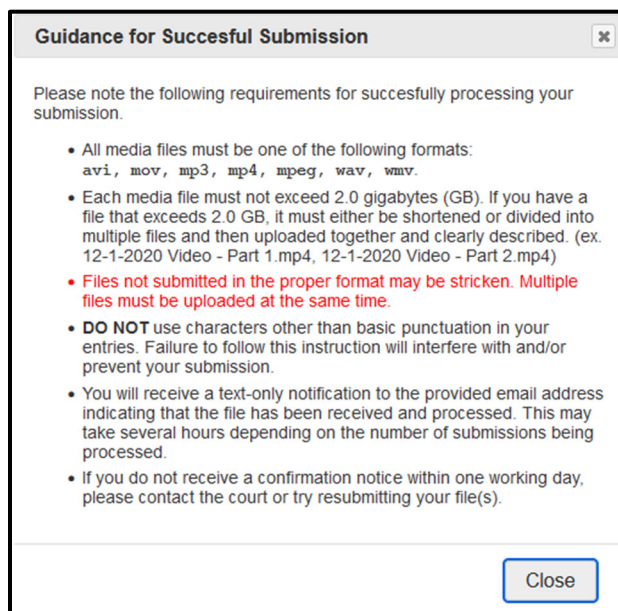 Guidance for Succesful Submission
Please note the following requirements for succesfully processing your
submission.
• All media files must be one of the following formats:
avi, mov, mp3, mp4, mpeg, wav, wmv.
• Each media file must not exceed 2.0 gigabytes (GB). If you have a
file that exceeds 2.0 GB, it must either be shortened or divided into
multiple files and then uploaded together and clearly described. (ex.
12-1-2020 Video - Part 1.mp4, 12-1-2020 Video - Part 2.mp4)
• Files not submitted in the proper format may be stricken. Multiple
files must be uploaded at the same time.
• DO NOT use characters other than basic punctuation in your
entries. Failure to follow this instruction will interfere with and/or
prevent your submission.
• You will receive a text-only notification to the provided email address
indicating that the file has been received and processed. This may
take several hours depending on the number of submissions being
processed.
• If you do not receive a confirmation notice within one working day,
please contact the court or try resubmitting your file(s).
Close